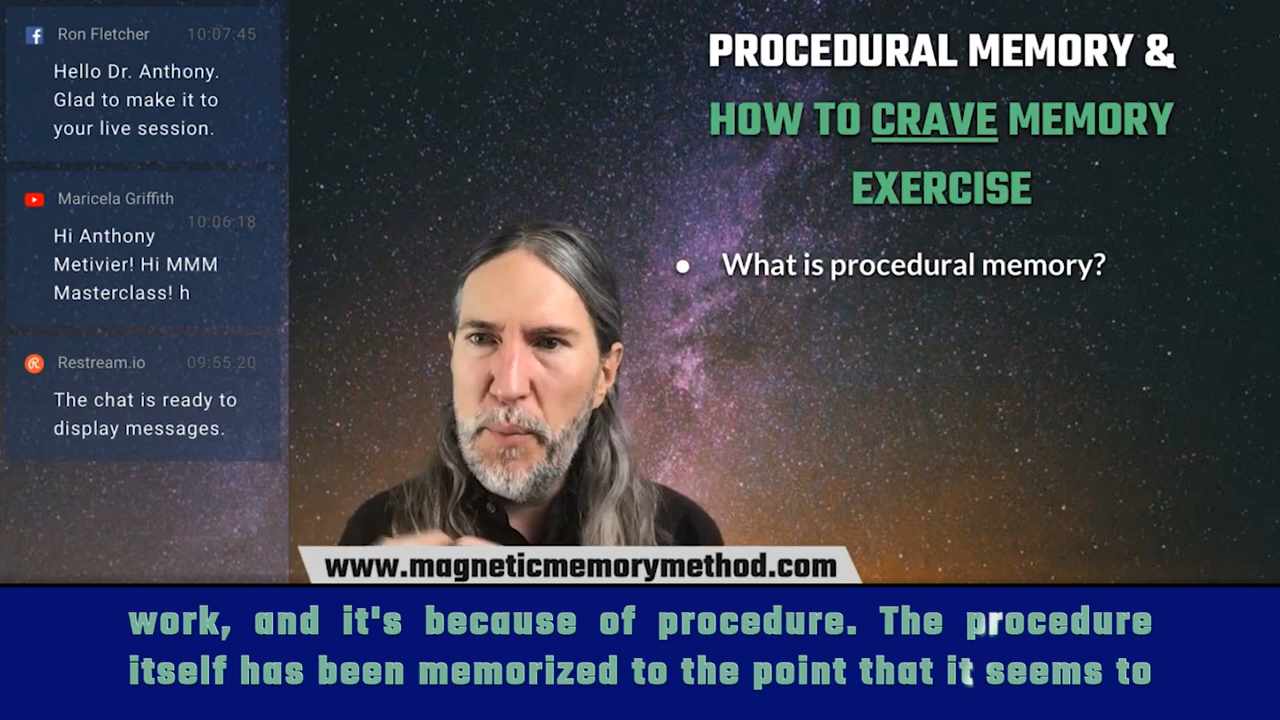 Ron Fletcher 10:07:45
Hello Dr. Anthony.
Glad to make it to
your live session.
Maricela Griffith
10:06:18
Hi Anthony
Metivier! Hi MMM
Masterclass! h
Restream.io 09:55:20
The chat is ready to
display messages.
PROCEDURAL MEMORY &
HOW TO CRAVE MEMORY
EXERCISE
• What is procedural memory?
www.magneticmemorymethod.com
work, and it's because of procedure. The procedure
itself has been memorized to the point that it seems to